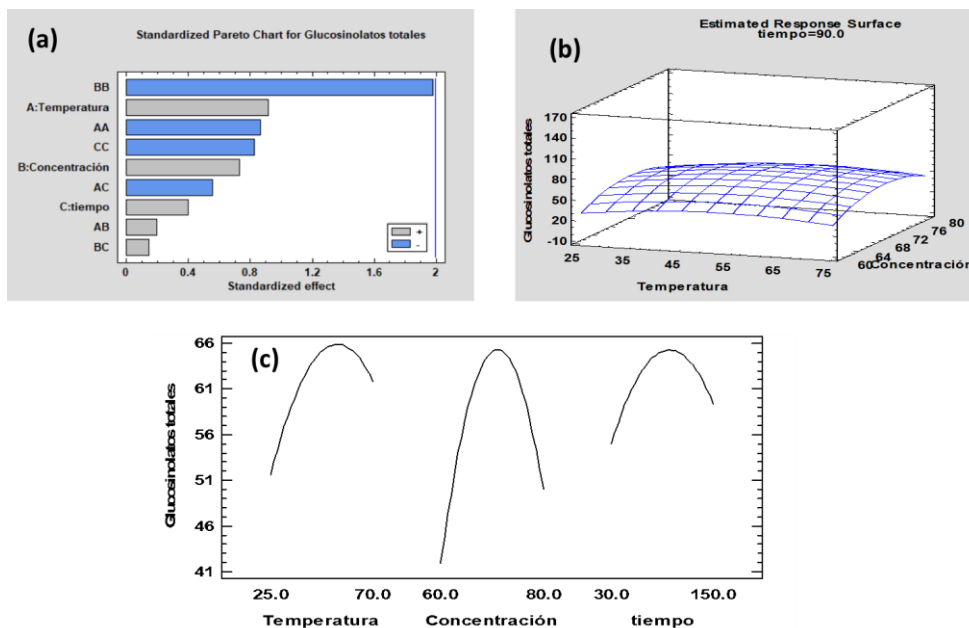 (a)
Standardized Pareto Chart for Glucosinolatos totales
BB
A:Temperatura
AA
CC
B:Concentración
AC
C:tiempo
AB
BC
+
-
0 0.4 0.8 1.2 1.6 2
Standardized effect
(b)
Estimated Response Surface
tiempo=90.0
Glucosinolatos totales
170
140
110
80
50
20
-10
25 35 45 55 65 75
Temperatura
60 64 68 72 76 80
Concentración
(c)
Glucosinolatos totales
66
61
56
51
46
41
25.0 70.0 60.0 80.0 30.0 150.0
Temperatura Concentración tiempo